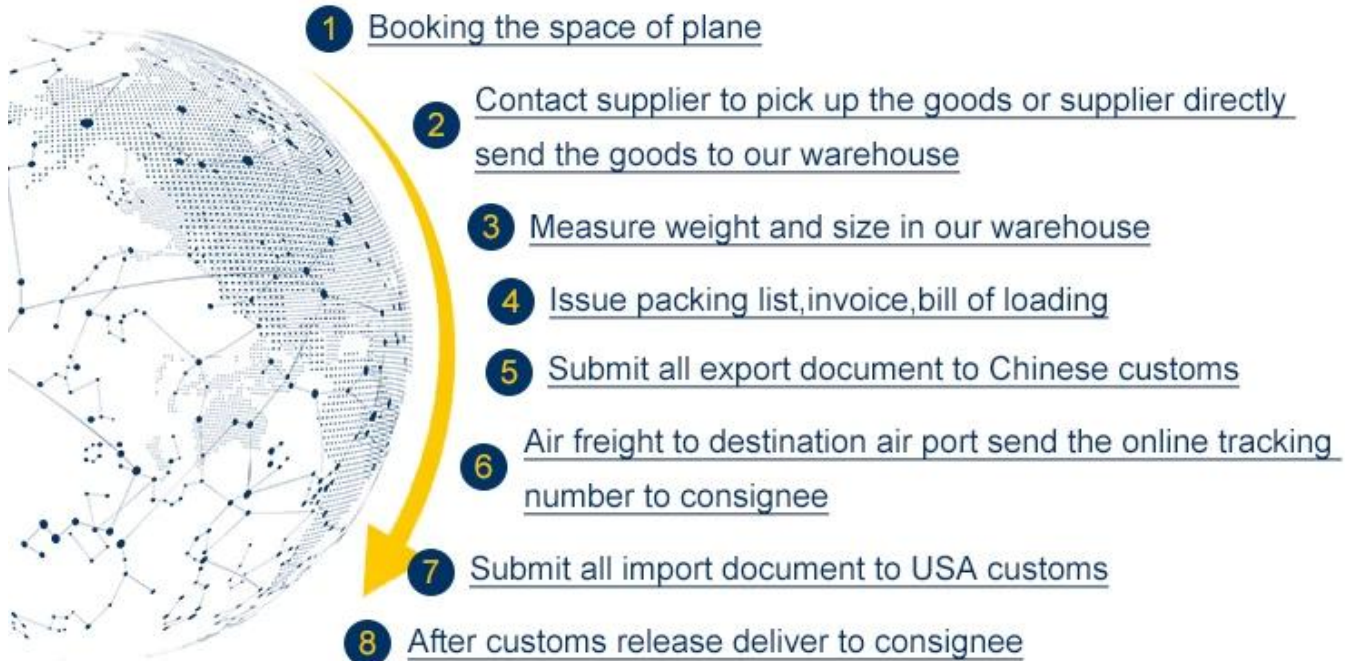 1 Booking the space of plane
2 Contact supplier to pick up the goods or supplier directly
send the goods to our warehouse
3 Measure weight and size in our warehouse
4 Issue packing list,invoice,bill of loading
5 Submit all export document to Chinese customs
6 Air freight to destination air port send the online tracking
number to consignee
7 Submit all import document to USA customs
8 After customs release deliver to consignee